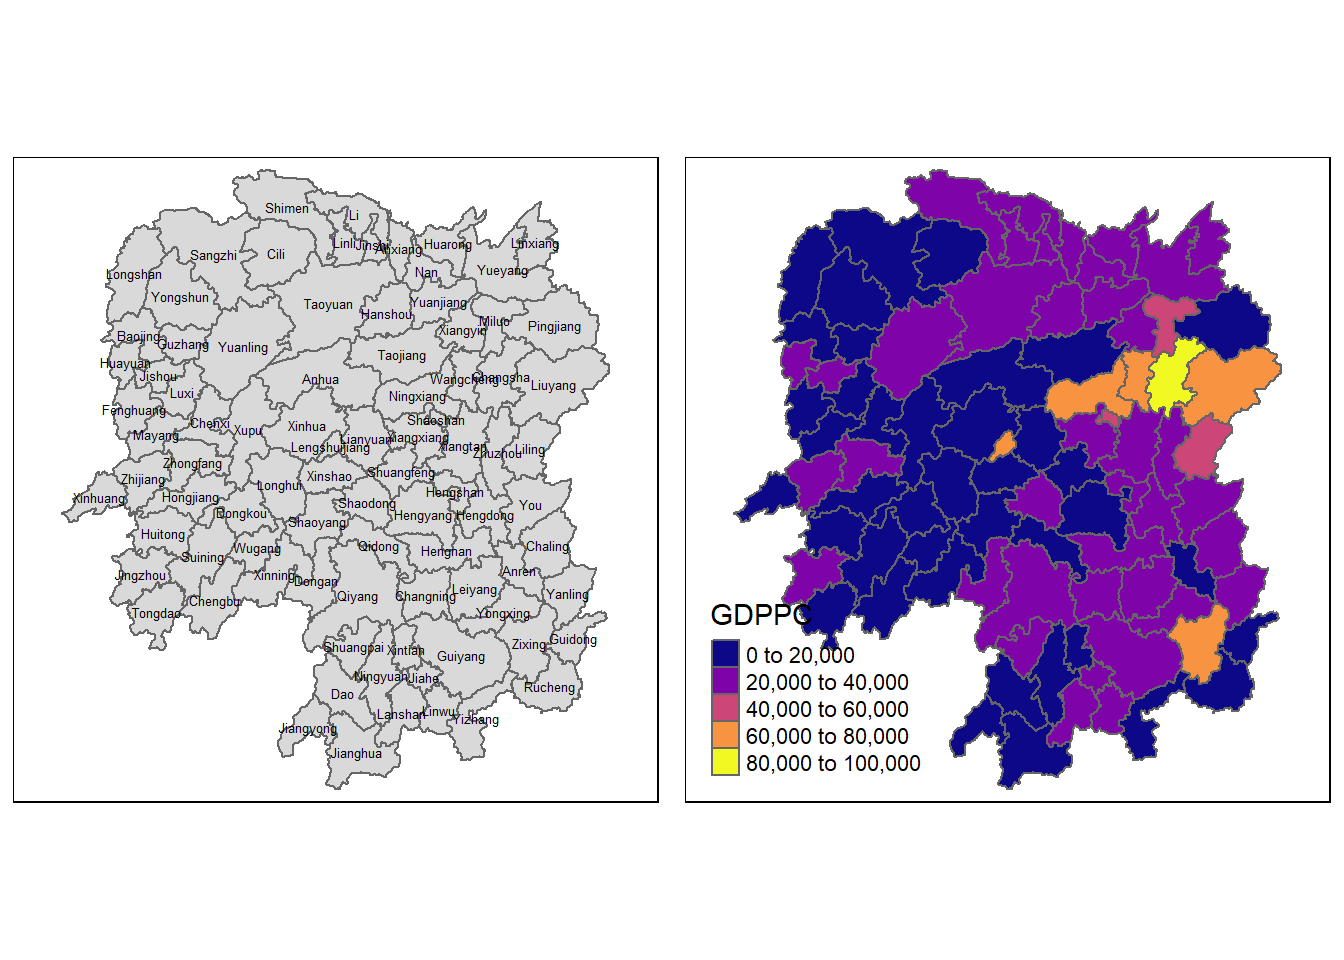 Shimen
Li
Linli
Jinshi
Anxiang
Huarong
Linxiang
Sangzhi
Cili
Nan
Yueyang
Longshan
Yongshun
Taoyuan
Hanshou
Yuanjiang
Baojing
Guzhang
Yuanling
Xiangyin
Miluo
Pingjiang
Huayuan
Jishou
Taojiang
Luxi
Anhua
Wangcheng
Changsha
Liuyang
Ningxiang
Fenghuang
Chenxi
Xupu
Xinhua
Shaoshan
Mayang
Lengshuijiang
Lianyuan
Xiangxiang
Xiangtan
Zhuzhou
Liling
Zhongfang
Zhijiang
Xinshao
Shuangfeng
Xinhuang
Hongjiang
Longhui
Shaodong
Hengshan
You
Dongkou
Shaoyang
Hengyang
Hengdong
Huitong
Qidong
Hengnan
Chaling
Suining
Wugang
Anren
Jingzhou
Xinning
Dongan
Qiyang
Changning
Leiyang
Yanling
Tongdao
Chengbu
Yongxing
Shuangpai
Xintian
Guiyang
Zixing
Guidong
Ningyuan
Jiahe
Rucheng
Dao
Lanshan
Linwu
Yizhang
Jiangyong
Jianghua
GDPPC
0 to 20,000
20,000 to 40,000
40,000 to 60,000
60,000 to 80,000
80,000 to 100,000